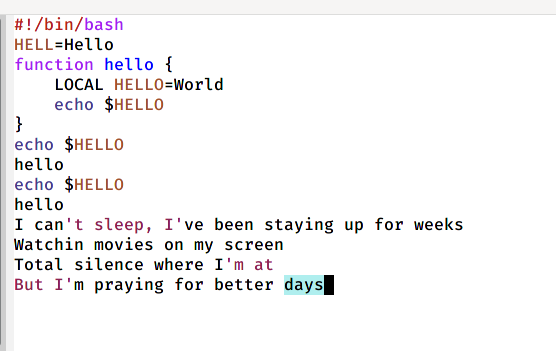 #!/bin/bash
HELL=Hello
function hello {
    LOCAL HELLO=World
    echo $HELLO
}
echo $HELLO
hello
echo $HELLO
hello
I can't sleep, I've been staying up for weeks
Watchin movies on my screen
Total silence where I'm at
But I'm praying for better days